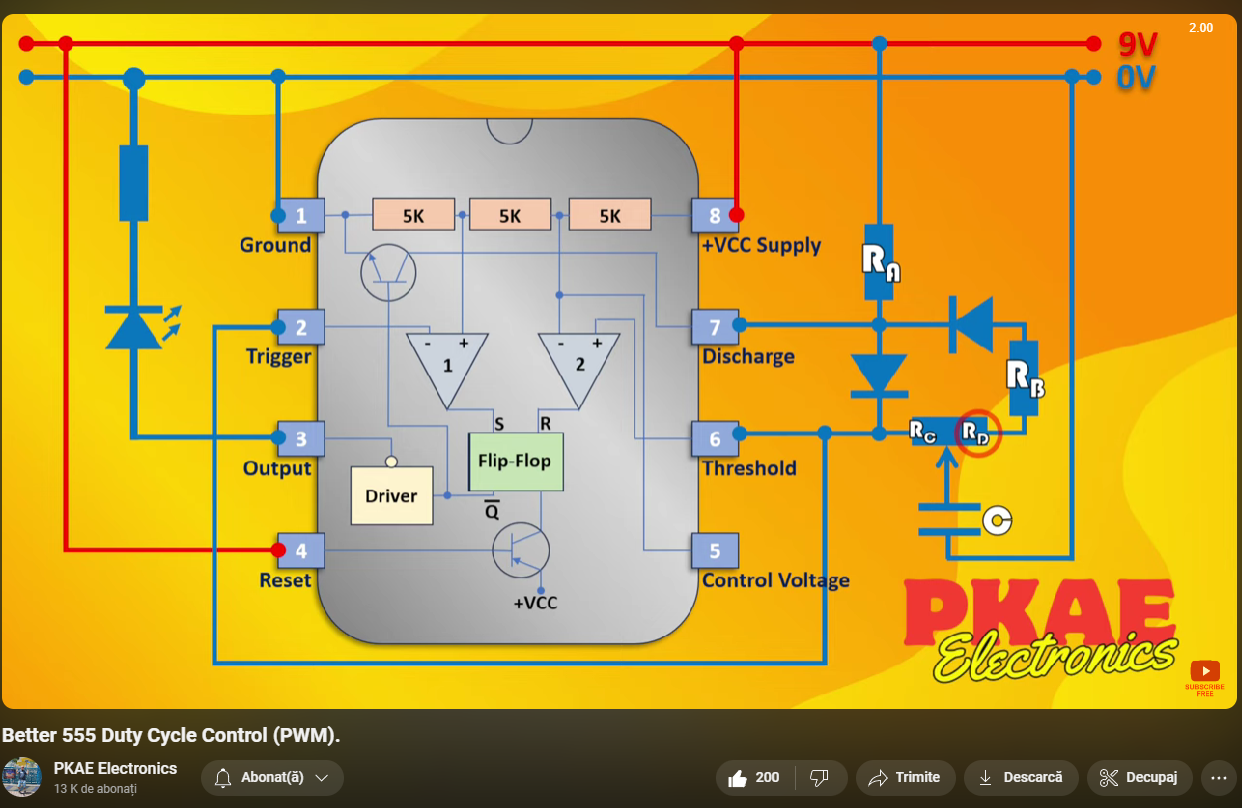 2.00
9V
0V
1
5K
5K
5K
8
Ground
+VCC Supply
RA
2
- +
- +
7
Trigger
1
2
Discharge
RB
3
S
R
6
RC
RD
Output
Flip-Flop
Threshold
Driver
Q
C
4
5
Reset
Control Voltage
+VCC
PKAE
Electronics
SUBSCRIBE
FREE
Better 555 Duty Cycle Control (PWM).
PKAE Electronics
13 K de abonați
Abonat(ă)
200
Trimite
Descarcă
Decupaj